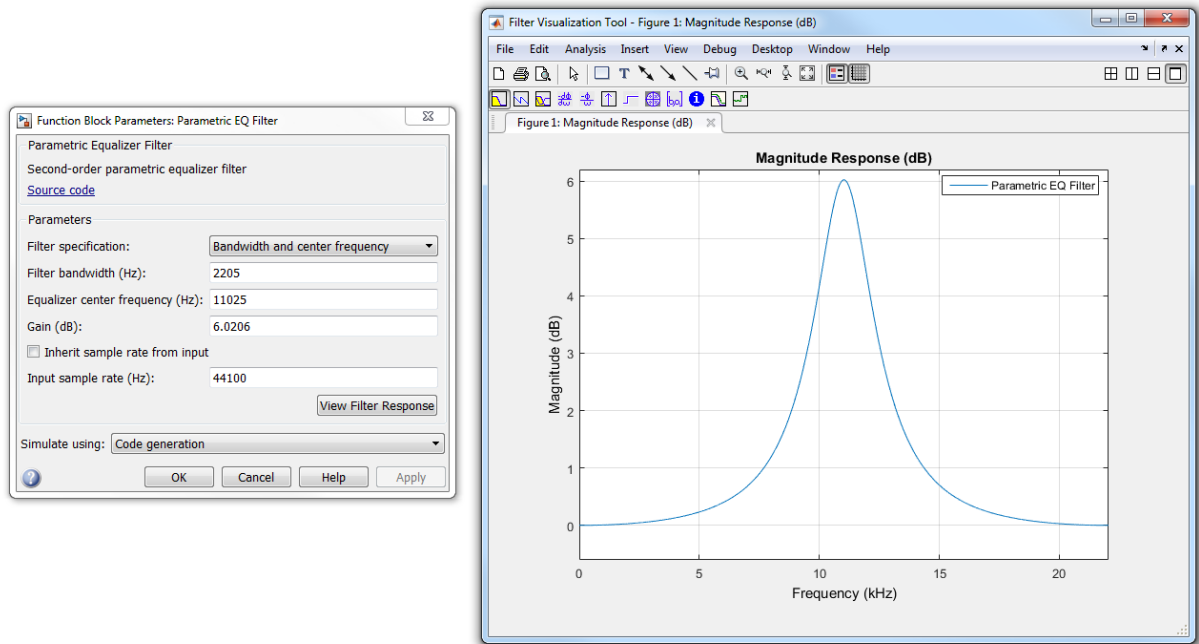 Function Block Parameters: Parametric EQ Filter
Parametric Equalizer Filter
Second-order parametric equalizer filter
Source code
Parameters
Filter specification: Bandwidth and center frequency
Filter bandwidth (Hz): 2205
Equalizer center frequency (Hz): 11025
Gain (dB): 6.0206
Inherit sample rate from input
Input sample rate (Hz): 44100
View Filter Response
Simulate using: Code generation
OK Cancel Help Apply
Filter Visualization Tool - Figure 1: Magnitude Response (dB)
File Edit Analysis Insert View Debug Desktop Window Help
Figure 1: Magnitude Response (dB)
Magnitude Response (dB)
Parametric EQ Filter
Magnitude (dB)
6
5
4
3
2
1
0
0 5 10 15 20
Frequency (kHz)